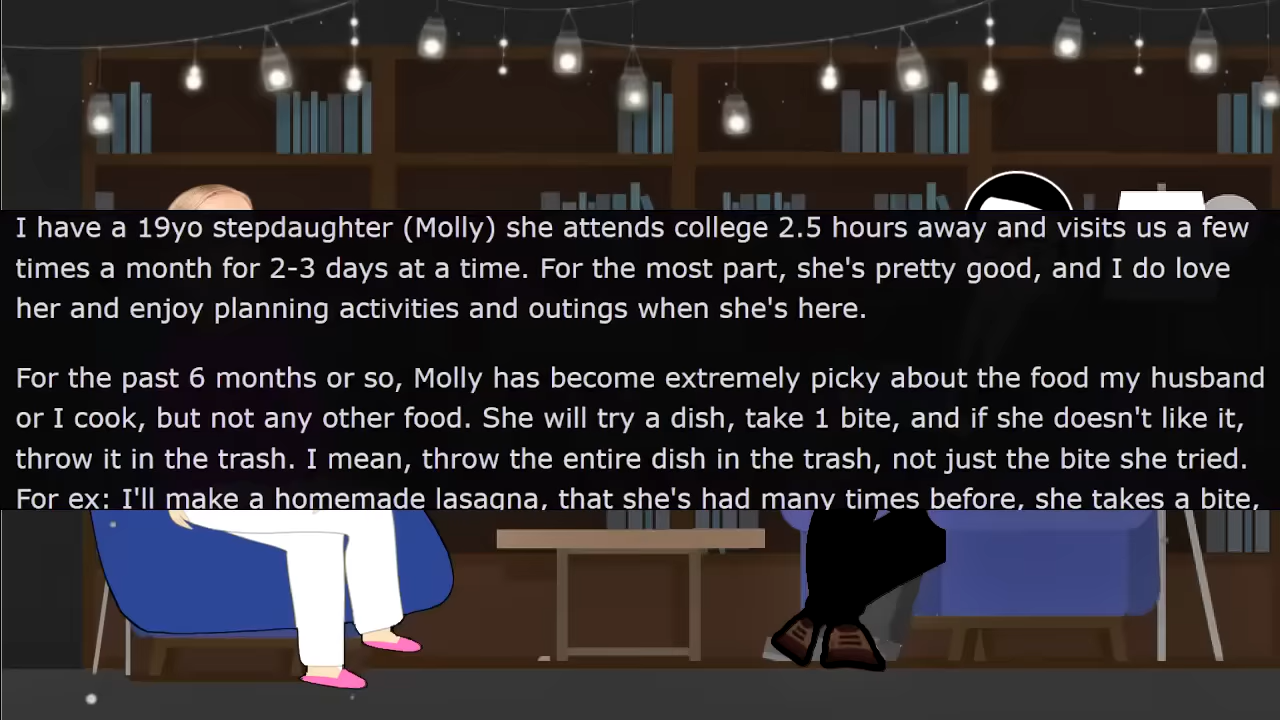 I have a 19yo stepdaughter (Molly) she attends college 2.5 hours away and visits us a few
times a month for 2-3 days at a time. For the most part, she's pretty good, and I do love
her and enjoy planning activities and outings when she's here.
For the past 6 months or so, Molly has become extremely picky about the food my husband
or I cook, but not any other food. She will try a dish, take 1 bite, and if she doesn't like it,
throw it in the trash. I mean, throw the entire dish in the trash, not just the bite she tried.
For ex: I'll make a homemade lasagna, that she's had many times before, she takes a bite,